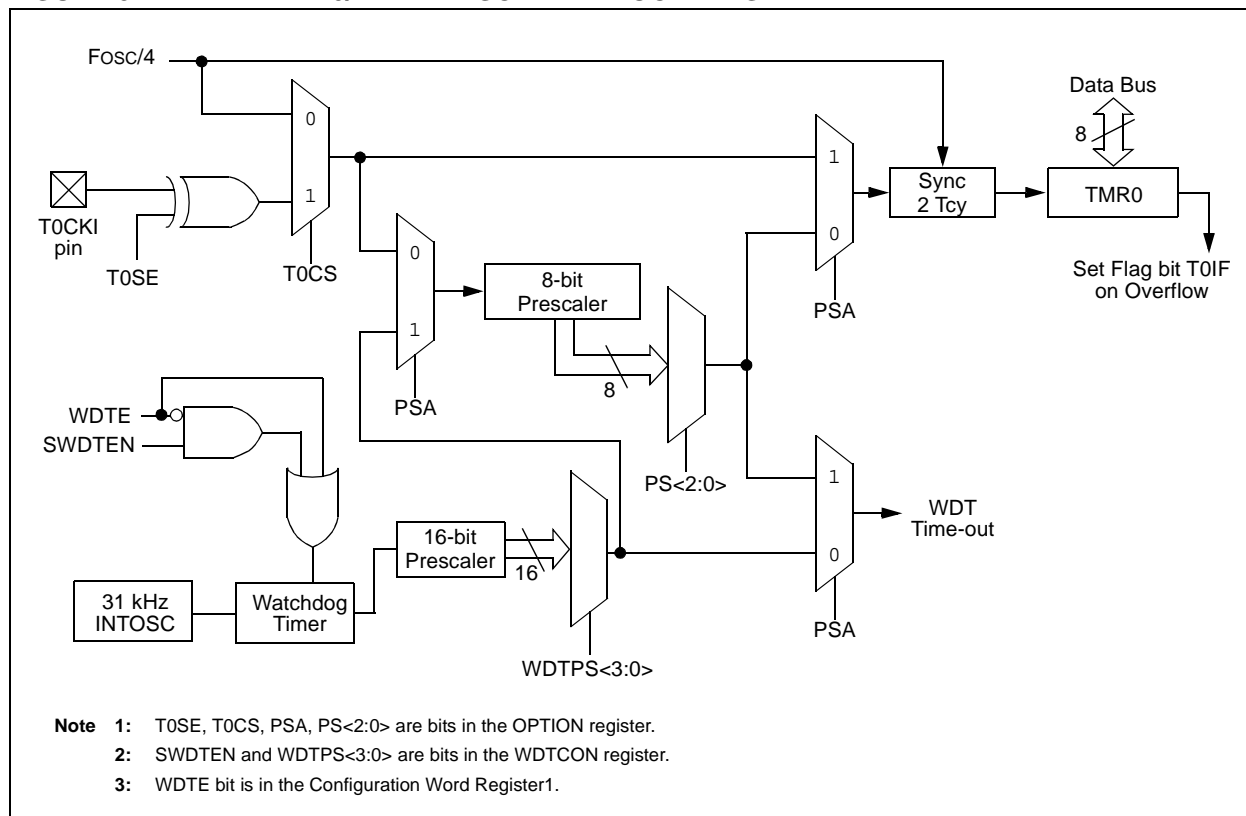 FOSC/4
Data Bus
8
0
1
T0CKI
pin
T0SE
T0CS
1
0
PSA
Sync
2 TCY
TMR0
Set Flag bit T0IF
on Overflow
0
1
PSA
8-bit
Prescaler
8
PS<2:0>
WDTE
SWDTEN
1
0
PSA
WDT
Time-out
16-bit
Prescaler
16
31 kHz
INTOSC
Watchdog
Timer
WDTPS<3:0>
Note 1: T0SE, T0CS, PSA, PS<2:0> are bits in the OPTION register.
2: SWDTEN and WDTPS<3:0> are bits in the WDTCON register.
3: WDTE bit is in the Configuration Word Register1.